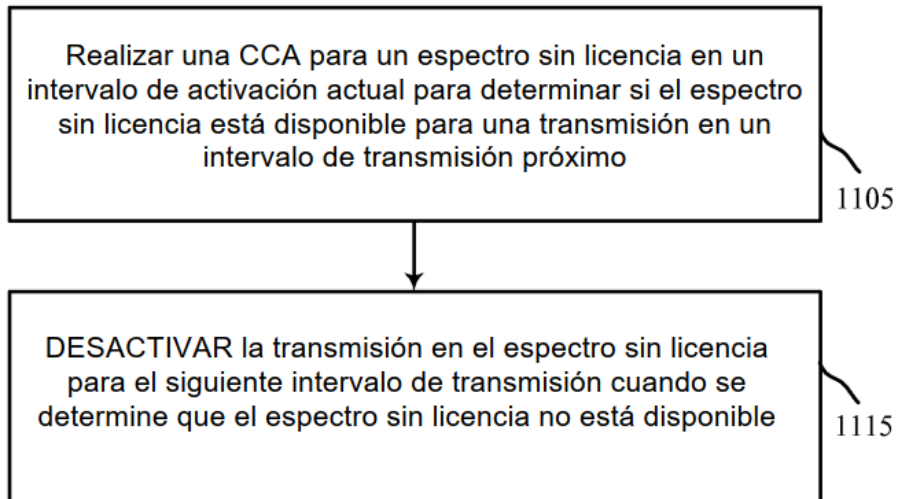 Realizar una CCA para un espectro sin licencia en un
intervalo de activación actual para determinar si el espectro
sin licencia está disponible para una transmisión en un
intervalo de transmisión próximo
1105
DESACTIVAR la transmisión en el espectro sin licencia
para el siguiente intervalo de transmisión cuando se
determine que el espectro sin licencia no está disponible
1115